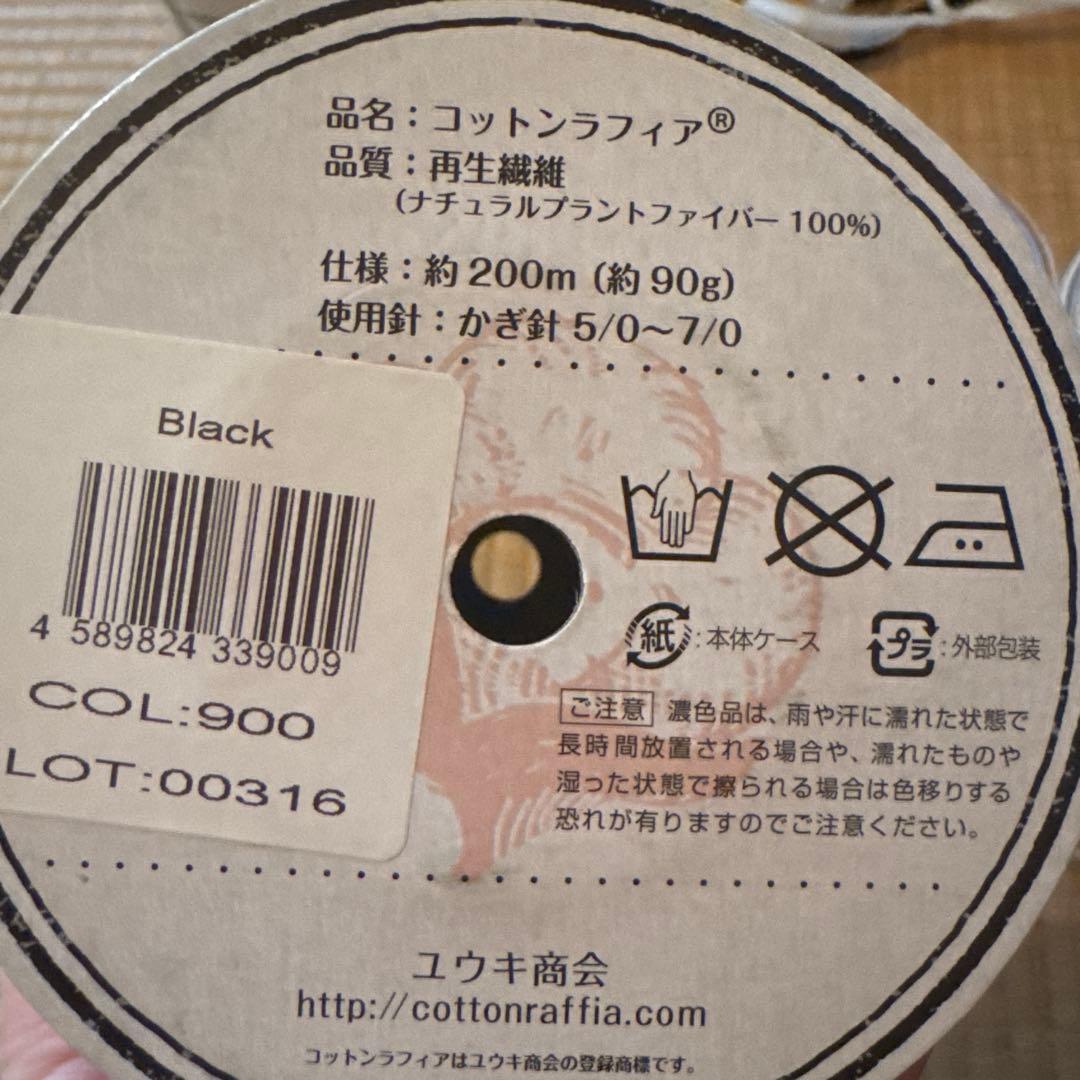 品名：コットンラフィア®
品質：再生繊維
（ナチュラルプラントファイバー 100%）
仕様：約 200m（約 90g）
使用針：かぎ針 5/0～7/0
Black
4 589824 339009
COL:900
LOT:00316
紙：本体ケース
プラ：外部包装
ご注意 濃色品は、雨や汗に濡れた状態で
長時間放置される場合や、濡れたものや
湿った状態で擦られる場合は色移りする
恐れが有りますのでご注意ください。
ユウキ商会
http://cottonraffia.com
コットンラフィアはユウキ商会の登録商標です。